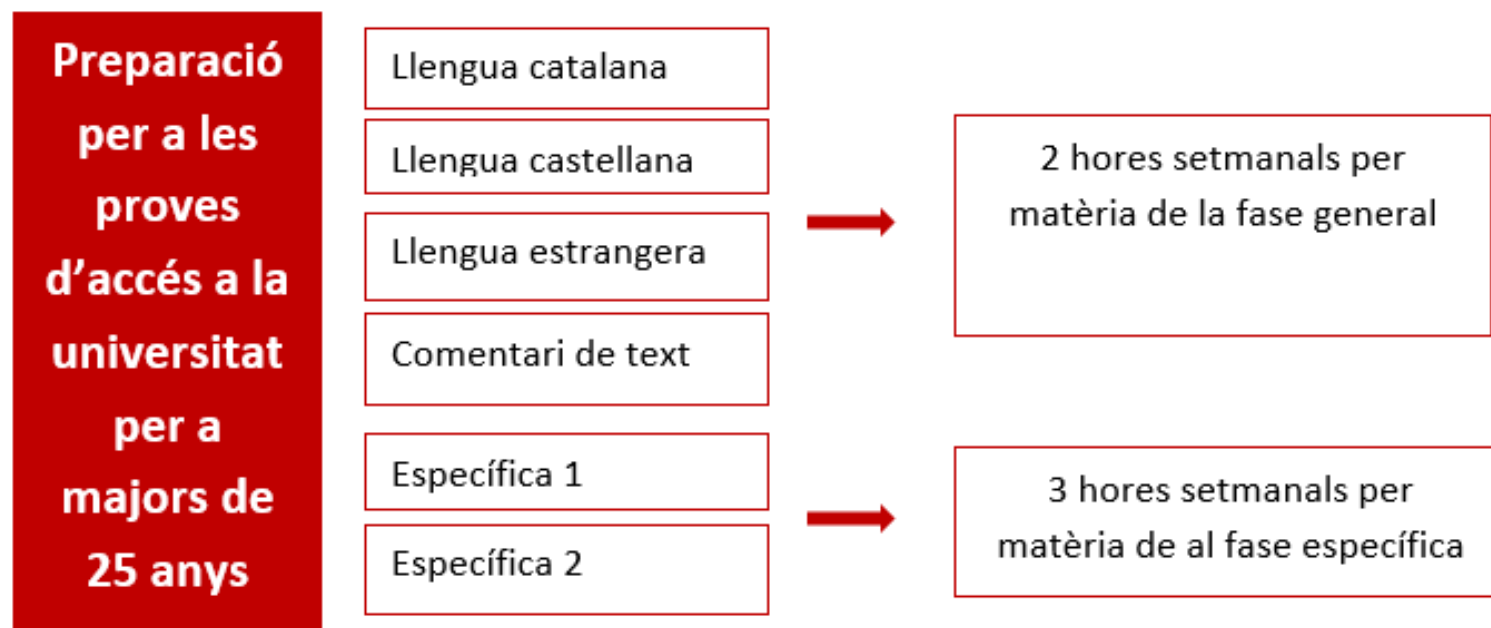 Preparació
per a les
proves
d’accés a la
universitat
per a
majors de
25 anys
Llengua catalana
Llengua castellana
Llengua estrangera
Comentari de text
Específica 1
Específica 2
2 hores setmanals per
matèria de la fase general
3 hores setmanals per
matèria de al fase específica